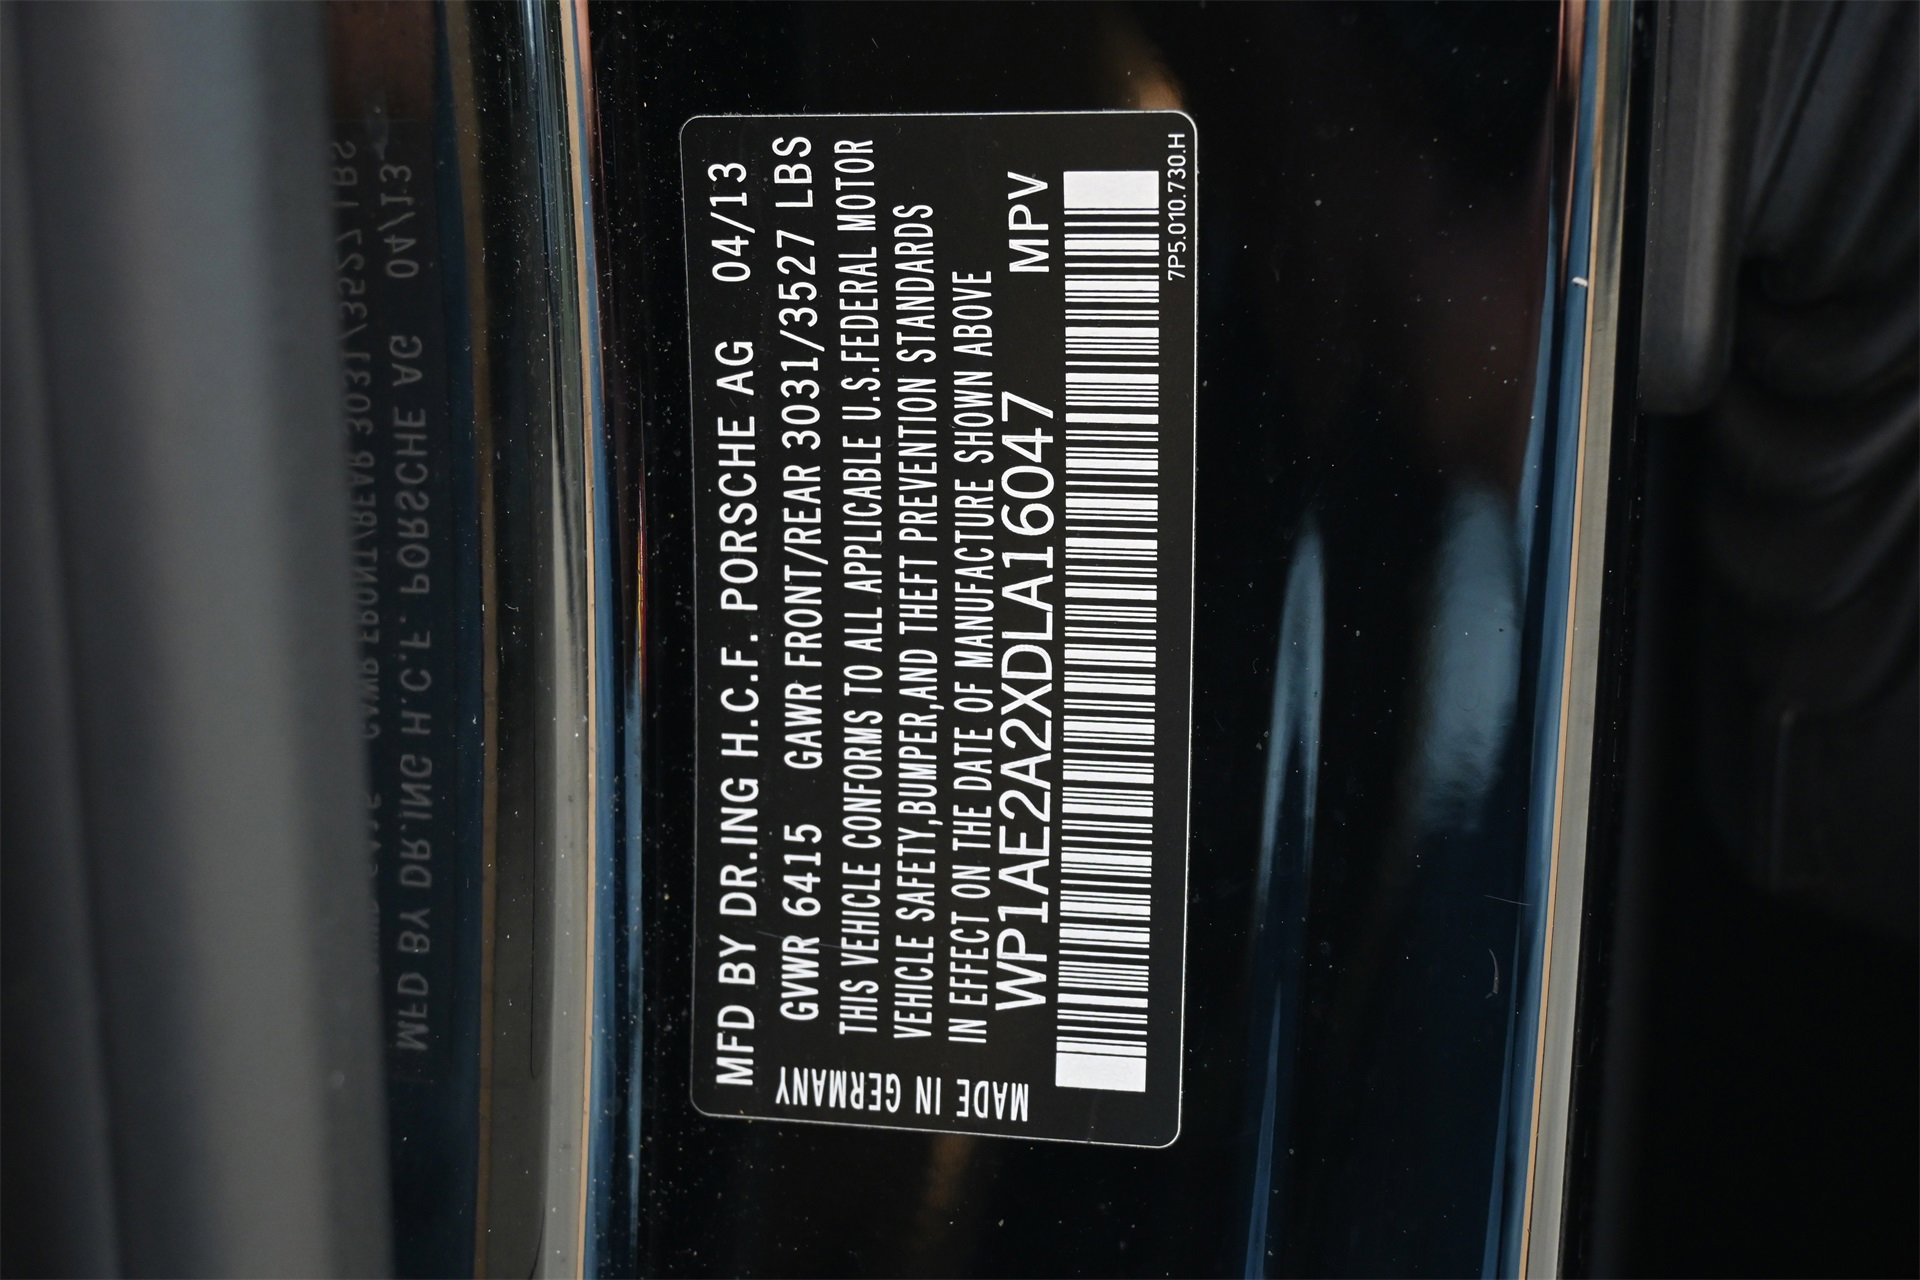 MFD BY DR.ING H.C.F. PORSCHE AG 04/13
GVWR 6415 GAWR FRONT/REAR 3031/3527 LBS
THIS VEHICLE CONFORMS TO ALL APPLICABLE U.S.FEDERAL MOTOR
VEHICLE SAFETY,BUMPER,AND THEFT PREVENTION STANDARDS
IN EFFECT ON THE DATE OF MANUFACTURE SHOWN ABOVE
WP1AE2A2XDLA16047 MPV
7P5.010.730.H
MADE IN GERMANY